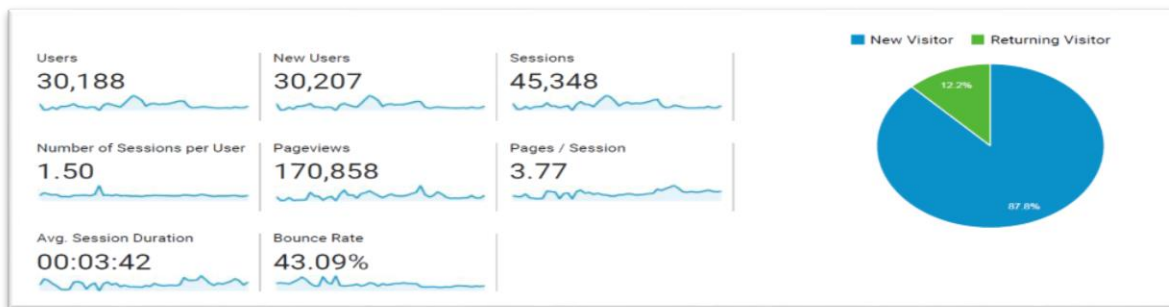 New Visitor
Returning Visitor
Users
30,188
New Users
30,207
Sessions
45,348
Number of Sessions per User
1.50
Pageviews
170,858
Pages / Session
3.77
Avg. Session Duration
00:03:42
Bounce Rate
43.09%
12.2%
87.8%